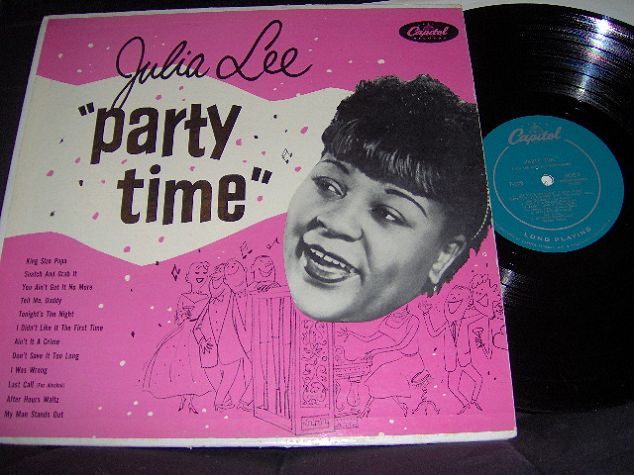 Julia Lee
Capitol
RECORDS
"party
time"
King Size Papa
Snatch And Grab It
You Ain't Got It No More
Tell Me, Daddy
Tonight's The Night
I Didn't Like It The First Time
Ain't It A Crime
Don't Save It Too Long
I Was Wrong
Last Call (For Alcohol)
After Hours Waltz
My Man Stands Out
Capitol
LONG PLAYING